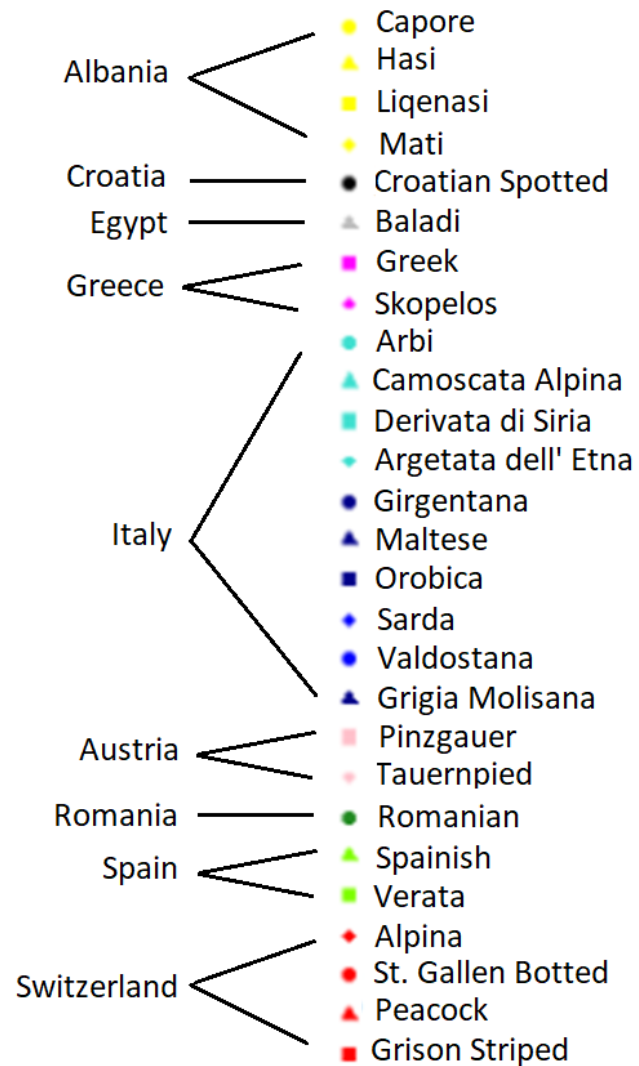 Albania
Capore
Hasi
Liqenasi
Mati
Croatia
Croatian Spotted
Egypt
Baladi
Greece
Greek
Skopelos
Italy
Arbi
Camoscata Alpina
Derivata di Siria
Argetata dell' Etna
Girgentana
Maltese
Orobica
Sarda
Valdostana
Grigia Molisana
Austria
Pinzgauer
Tauernpied
Romania
Romanian
Spain
Spainish
Verata
Switzerland
Alpina
St. Gallen Botted
Peacock
Grison Striped